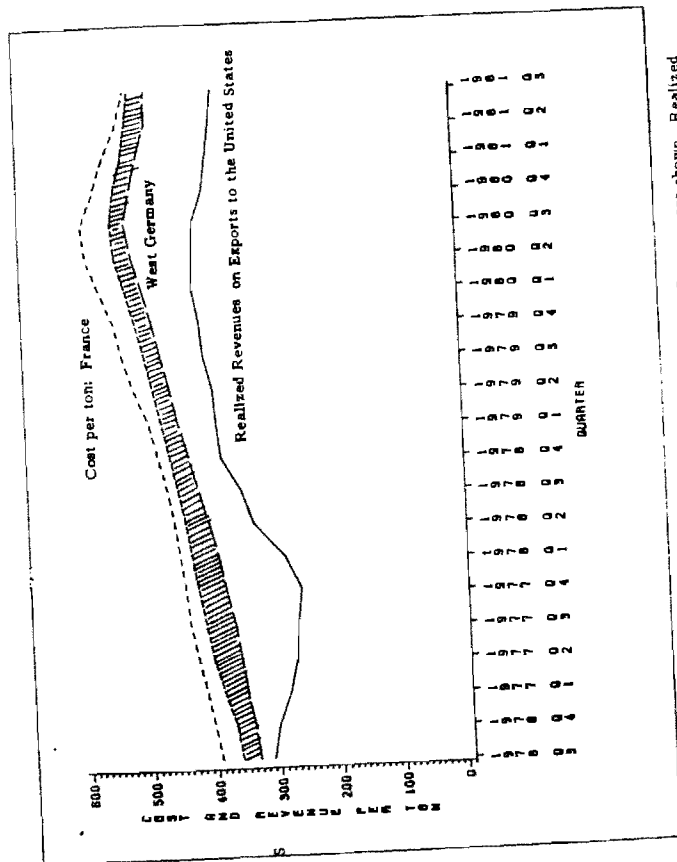 Cost per ton: France
West Germany
Realized Revenues on Exports to the United States
600
500
400
300
200
100
0
COST AND REVENUE PER TON
1976 Q3
1976 Q4
1977 Q1
1977 Q2
1977 Q3
1977 Q4
1978 Q1
1978 Q2
1978 Q3
1978 Q4
1979 Q1
1979 Q2
1979 Q3
1979 Q4
1980 Q1
1980 Q2
1980 Q3
1980 Q4
1981 Q1
1981 Q2
1981 Q3
QUARTER
shown. Realized
S